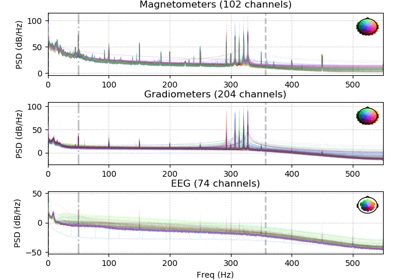 Magnetometers (102 channels)
PSD (dB/Hz)
100
50
0
0 100 200 300 400 500
Gradiometers (204 channels)
PSD (dB/Hz)
100
50
0
0 100 200 300 400 500
EEG (74 channels)
PSD (dB/Hz)
50
0
−50
0 100 200 300 400 500
Freq (Hz)